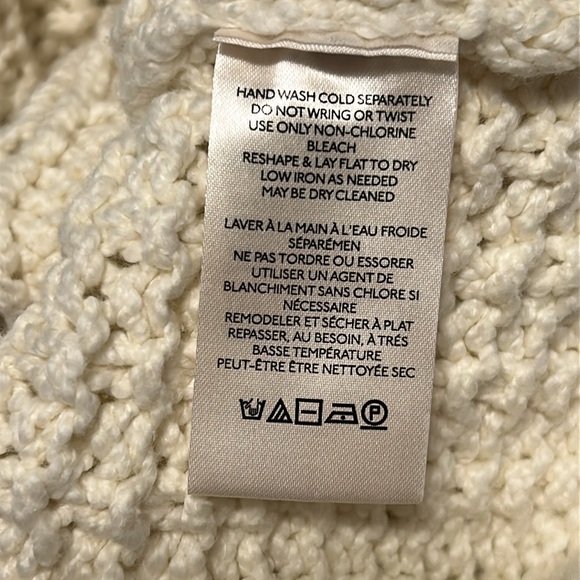 HAND WASH COLD SEPARATELY
DO NOT WRING OR TWIST
USE ONLY NON-CHLORINE
BLEACH
RESHAPE & LAY FLAT TO DRY
LOW IRON AS NEEDED
MAY BE DRY CLEANED
LAVER À LA MAIN À L'EAU FROIDE
SÉPARÉMEN
NE PAS TORDRE OU ESSORER
UTILISER UN AGENT DE
BLANCHIMENT SANS CHLORE SI
NÉCESSAIRE
REMODELER ET SÉCHER À PLAT
REPASSER, AU BESOIN, À TRÉS
BASSE TEMPÉRATURE
PEUT-ÊTRE ÊTRE NETTOYÉE SEC
P